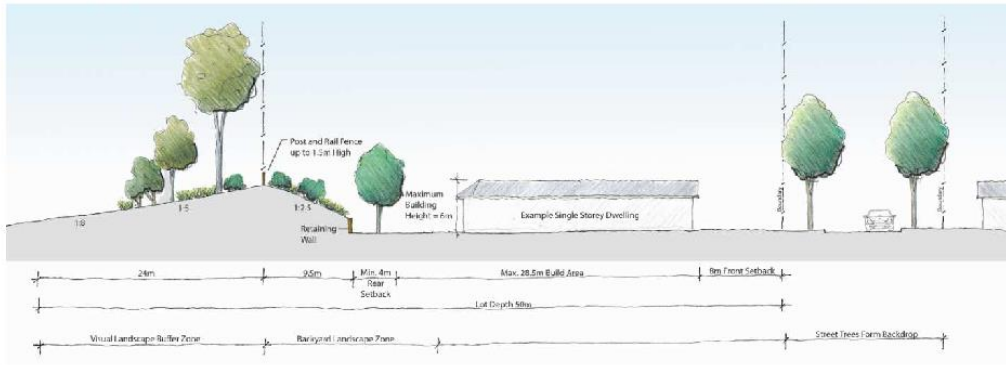 Post and Rail Fence
up to 1.5m High
Boundary
Boundary
Maximum
Building
Height = 6m
Example Single Storey Dwelling
1:8
1:5
1:2.5
Retaining
Wall
24m
9.5m
Min. 4m
Rear
Setback
Max. 28.5m Build Area
8m Front Setback
Lot Depth 50m
Visual Landscape Buffer Zone
Backyard Landscape Zone
Street Trees Form Backdrop